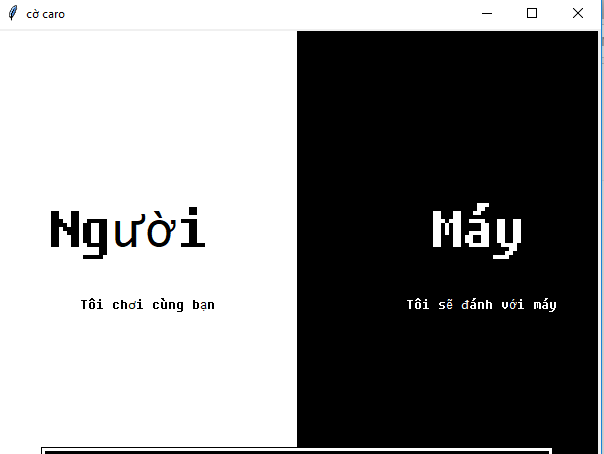 cờ caro
Người
Máy
Tôi chơi cùng bạn
Tôi sẽ đánh với máy